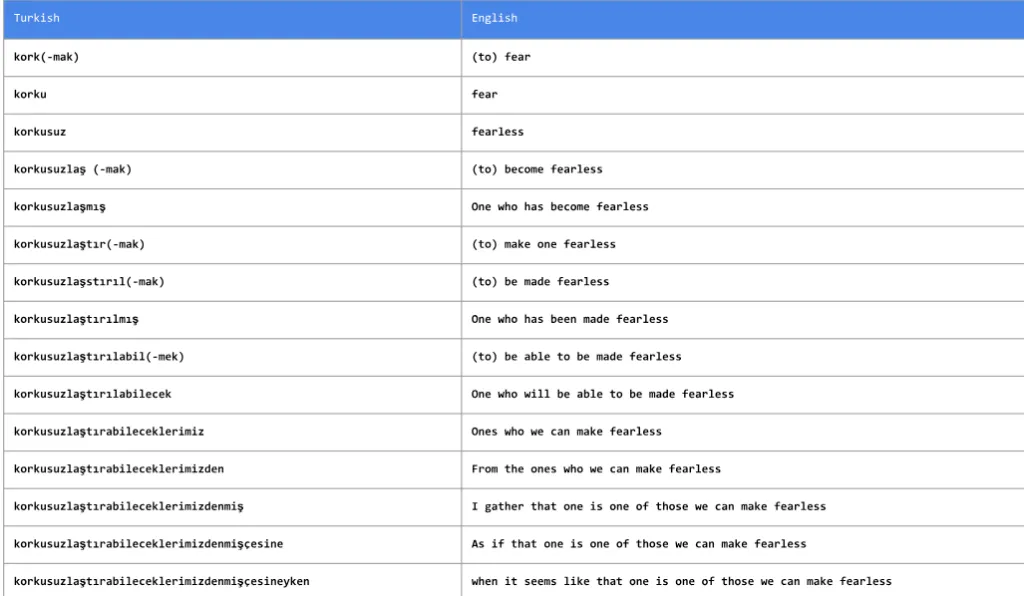 Turkish English
kork(-mak) (to) fear
korku fear
korkusuz fearless
korkusuzlaş (-mak) (to) become fearless
korkusuzlaşmış One who has become fearless
korkusuzlaştır(-mak) (to) make one fearless
korkusuzlaşstırıl(-mak) (to) be made fearless
korkusuzlaştırılmış One who has been made fearless
korkusuzlaştırılabil(-mek) (to) be able to be made fearless
korkusuzlaştırılabilecek One who will be able to be made fearless
korkusuzlaştırabileceklerimiz Ones who we can make fearless
korkusuzlaştırabileceklerimizden From the ones who we can make fearless
korkusuzlaştırabileceklerimizdenmiş I gather that one is one of those we can make fearless
korkusuzlaştırabileceklerimizdenmişçesine As if that one is one of those we can make fearless
korkusuzlaştırabileceklerimizdenmişçesineyken when it seems like that one is one of those we can make fearless